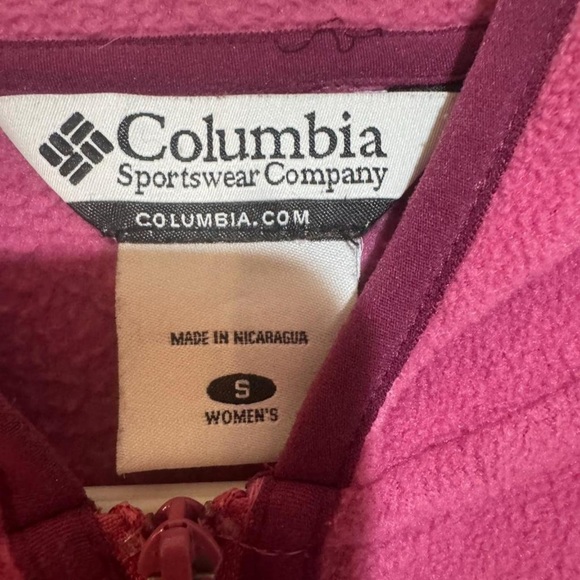 Columbia
Sportswear Company
COLUMBIA.COM
MADE IN NICARAGUA
S
WOMEN'S